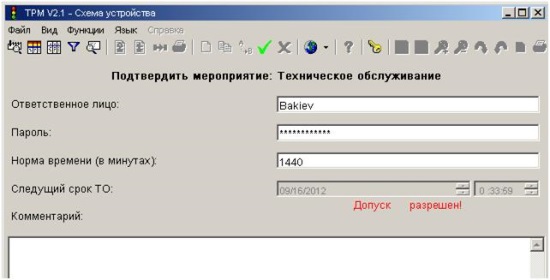 TPM V2.1 - Схема устройства
Файл Вид Функции Язык Справка
Подтвердить мероприятие: Техническое обслуживание
Ответственное лицо: Bakiev
Пароль: ************
Норма времени (в минутах): 1440
Следущий срок ТО: 09/16/2012 0 :33:59
Допуск разрешен!
Комментарий: